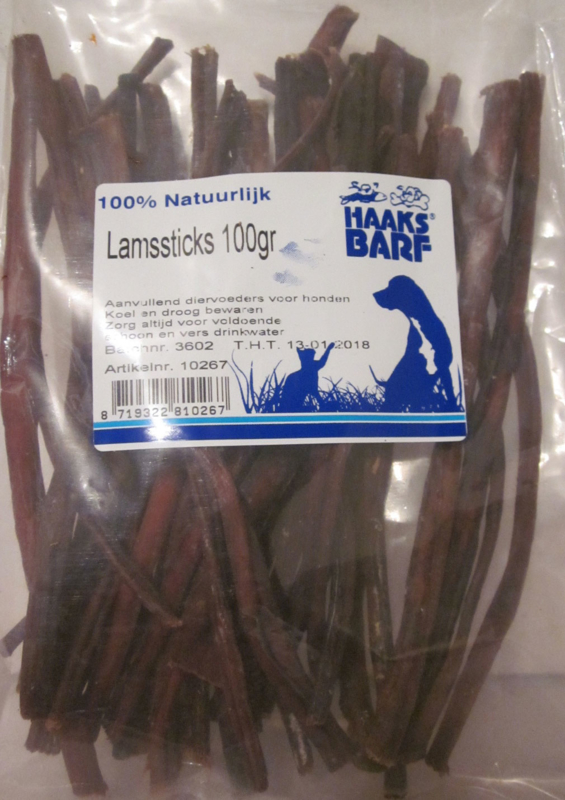 100% Natuurlijk
HAAKS®
BARF
Lamssticks 100gr
Aanvullend diervoeders voor honden
Koel en droog bewaren
Zorg altijd voor voldoende
schoon en vers drinkwater
Batchnr. 3602 T.H.T. 13-01-2018
Artikelnr. 10267
8 719322 810267